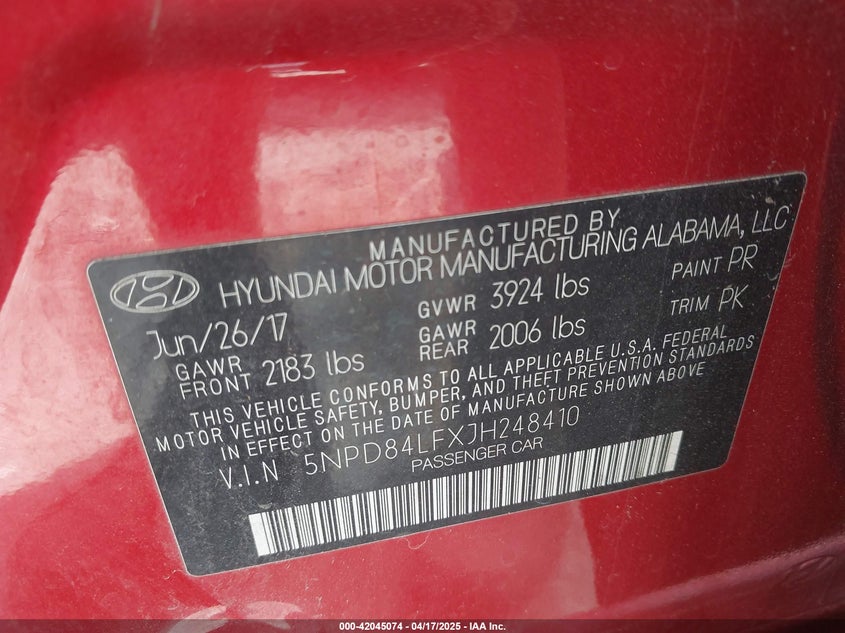 MANUFACTURED BY
HYUNDAI MOTOR MANUFACTURING ALABAMA, LLC
Jun/26/17 GVWR 3924 lbs PAINT PR
GAWR FRONT 2183 lbs GAWR REAR 2006 lbs TRIM PK
THIS VEHICLE CONFORMS TO ALL APPLICABLE U.S.A. FEDERAL
MOTOR VEHICLE SAFETY, BUMPER, AND THEFT PREVENTION STANDARDS
IN EFFECT ON THE DATE OF MANUFACTURE SHOWN ABOVE
V.I.N 5NPD84LFXJH248410
PASSENGER CAR
000-42045074 - 04/17/2025 - IAA Inc.